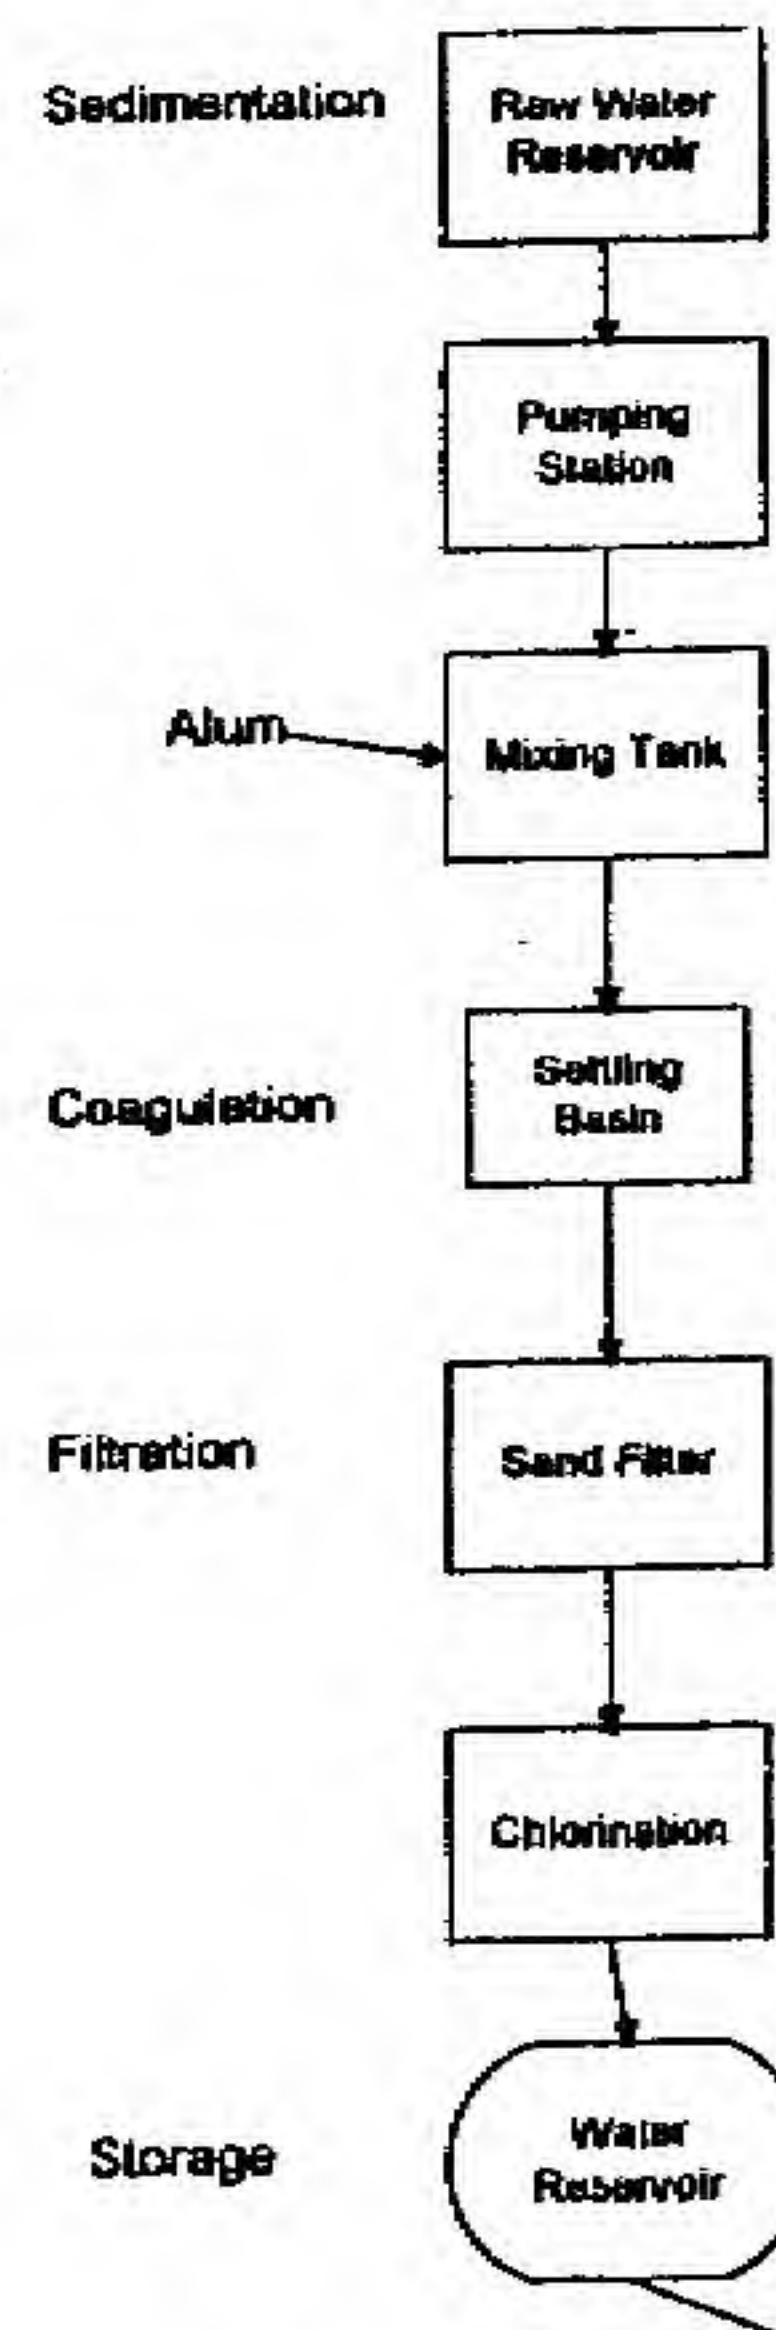 Sedimentation
Raw Water
Reservoir
Pumping
Station
Alum
Mixing Tank
Settling
Basin
Coagulation
Filtration
Sand Filter
Chlorination
Water
Reservoir
Storage